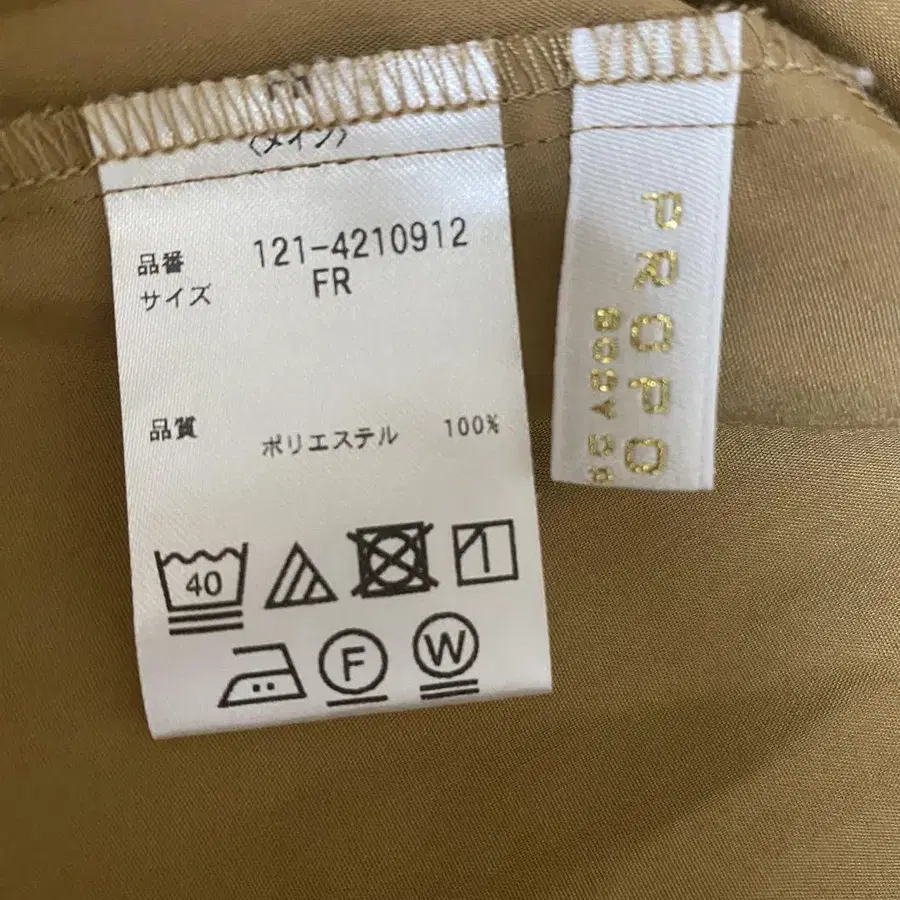 〈メイン〉
品番 121-4210912
サイズ FR
品質 ポリエステル 100%
40
F
W
PROPO
BODY